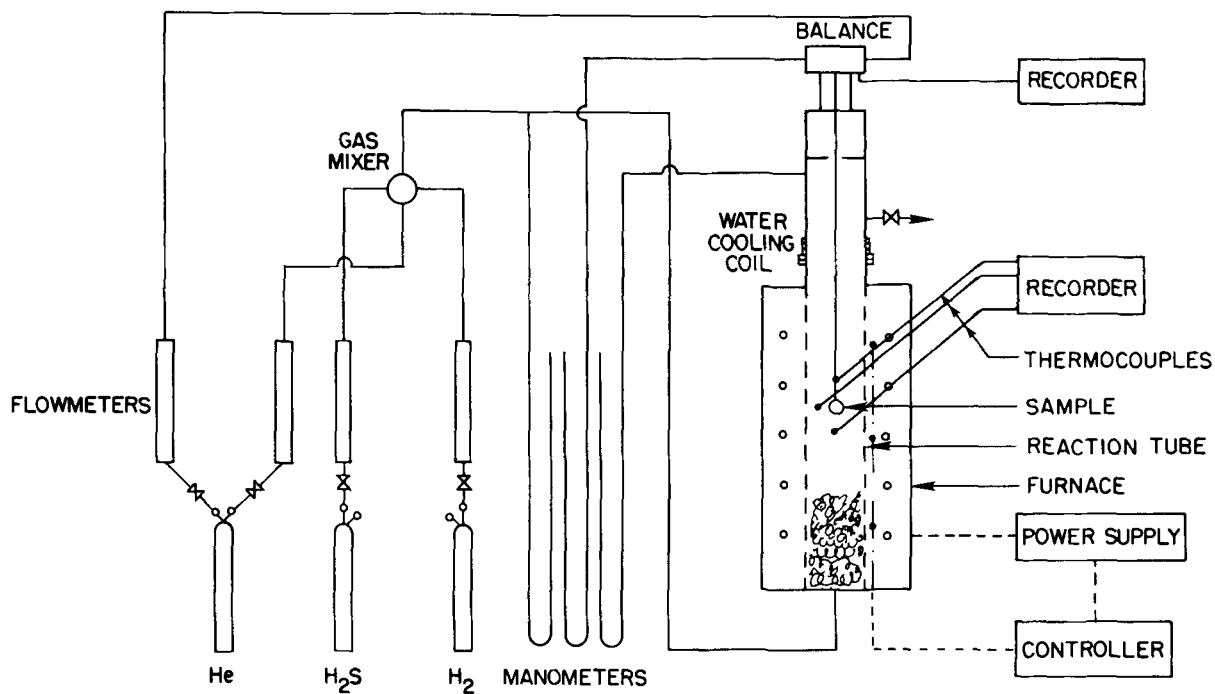 BALANCE
RECORDER
GAS
MIXER
WATER
COOLING
COIL
RECORDER
THERMOCOUPLES
FLOWMETERS
SAMPLE
REACTION TUBE
FURNACE
POWER SUPPLY
CONTROLLER
He
H₂S
H₂
MANOMETERS